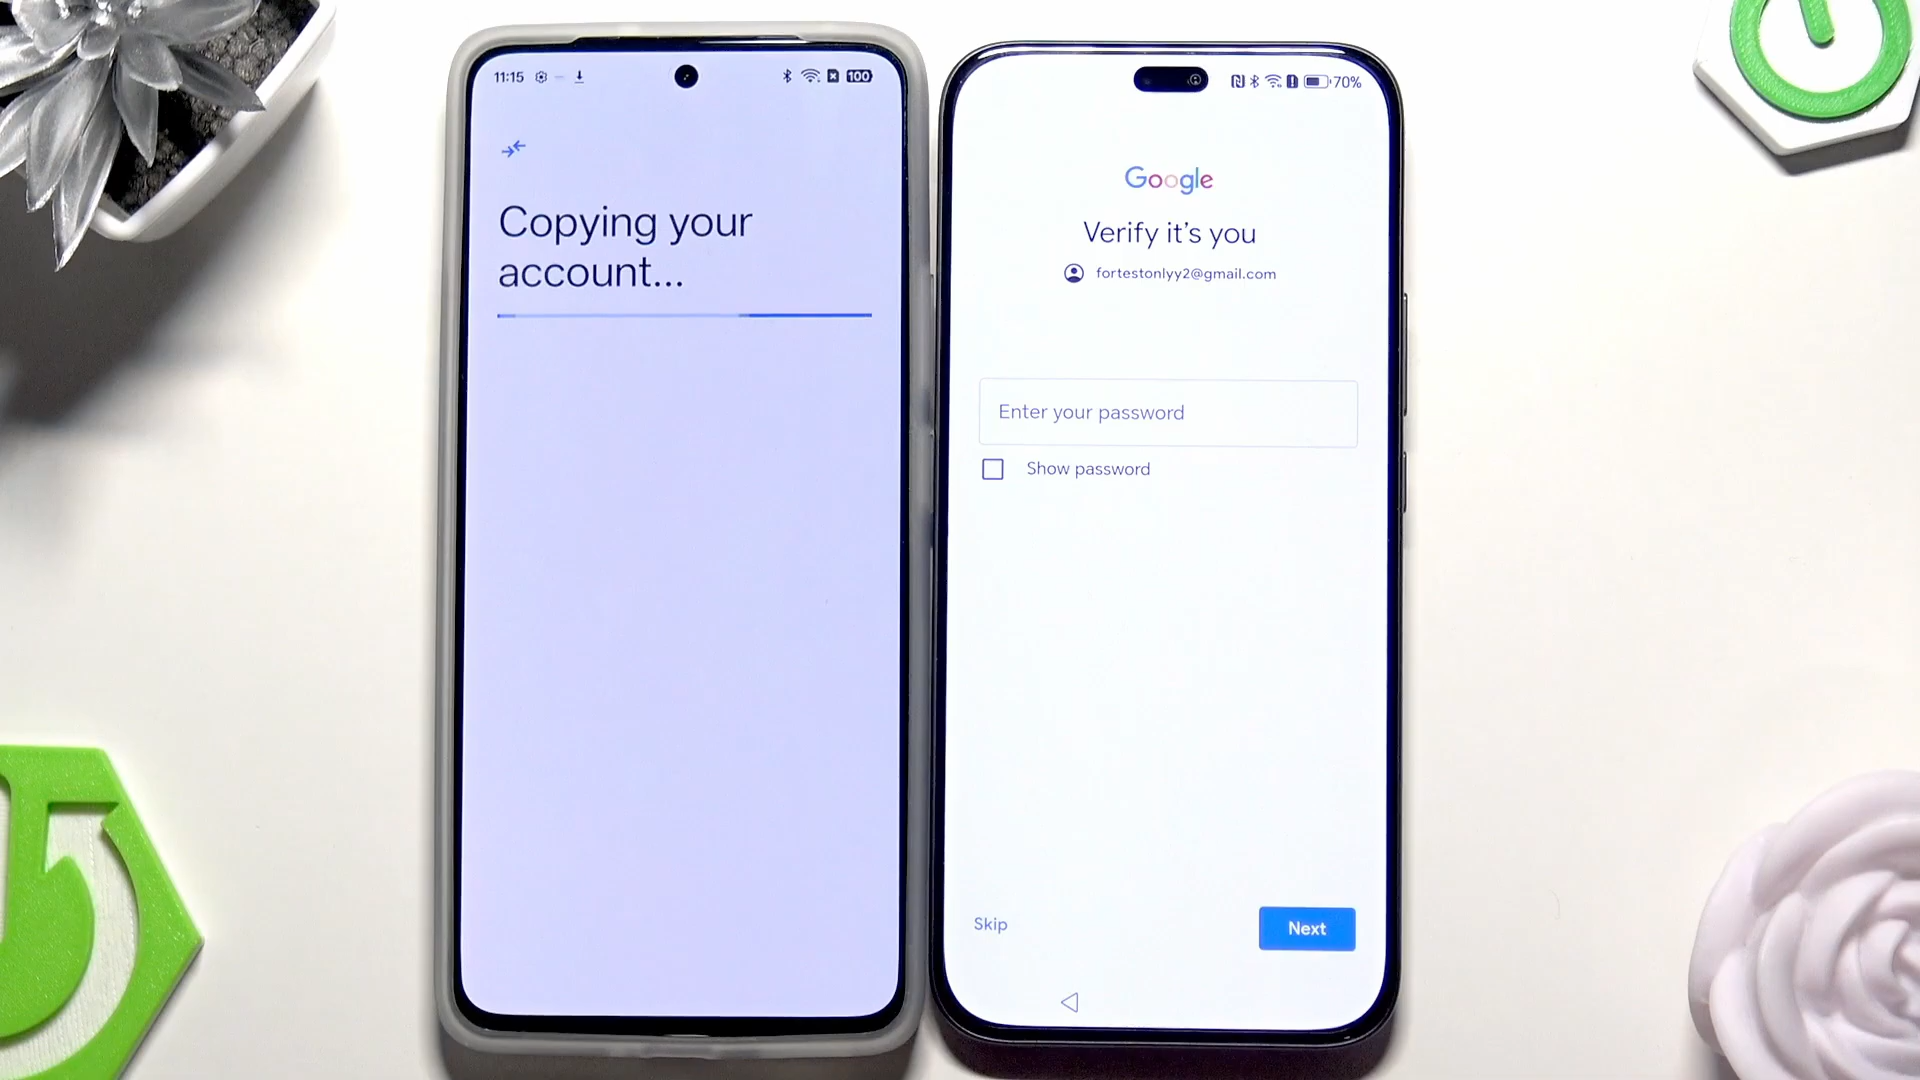 11:15
100
Copying your
account...
70%
Google
Verify it's you
fortestonlyy2@gmail.com
Enter your password
Show password
Skip
Next